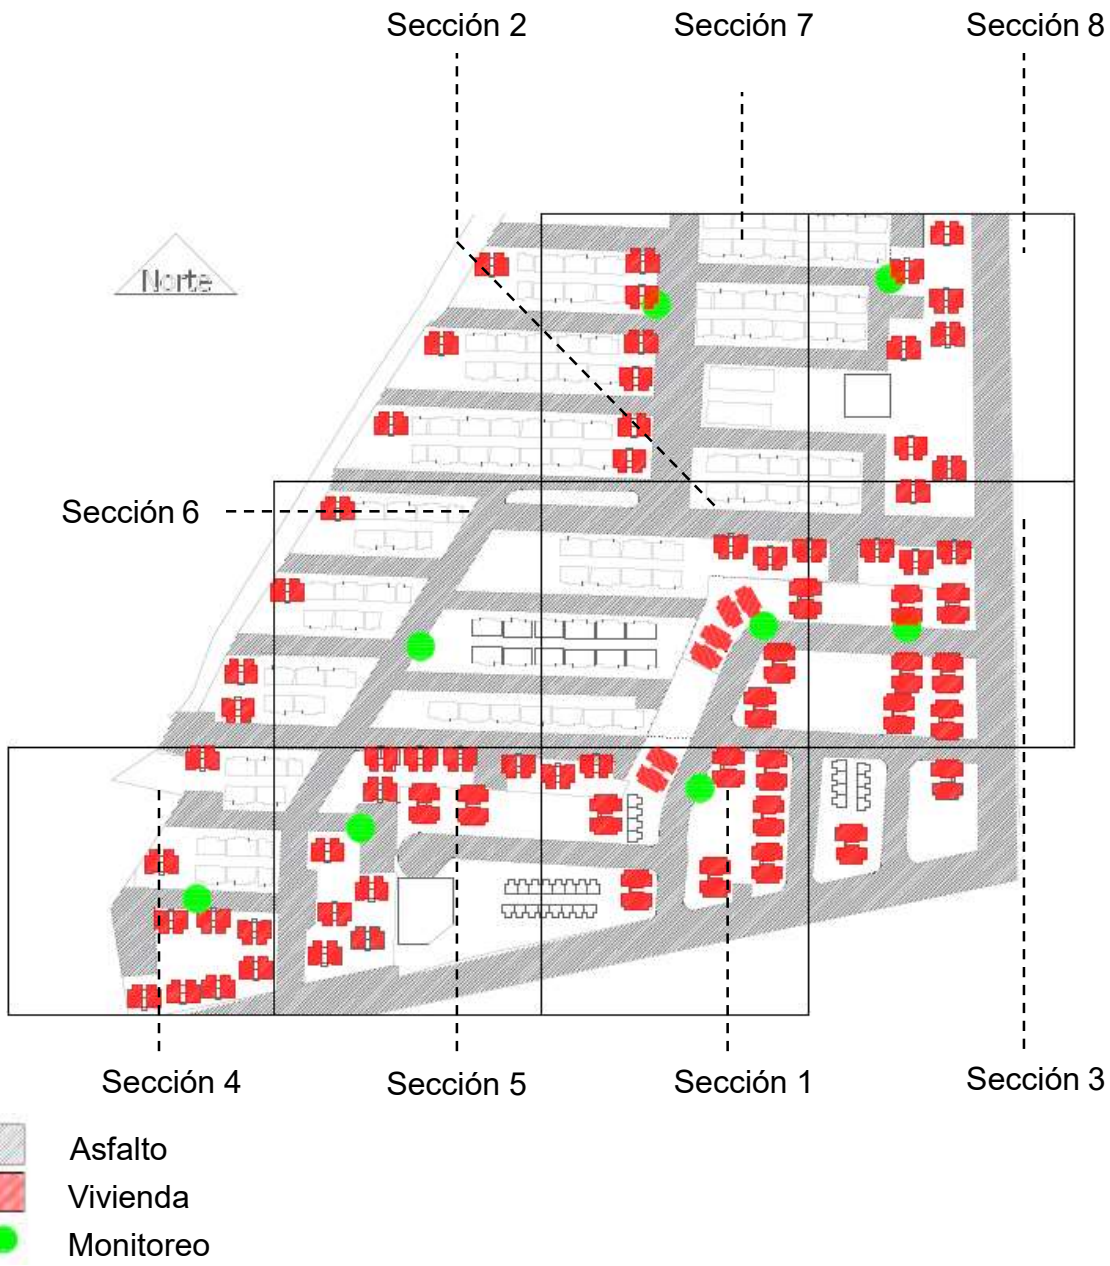 Sección 2
Sección 7
Sección 8
Norte
Sección 6
Sección 4
Sección 5
Sección 1
Sección 3
Asfalto
Vivienda
Monitoreo